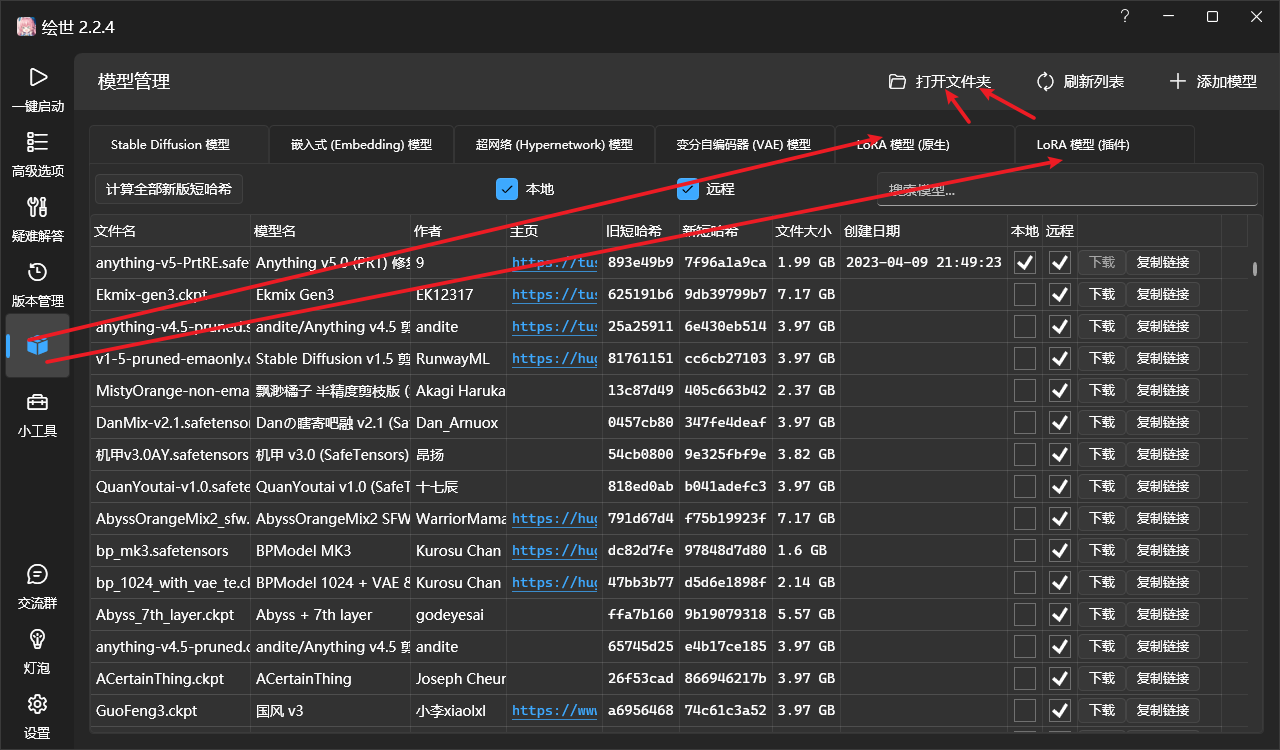 绘世 2.2.4
?
一键启动
高级选项
疑难解答
版本管理
小工具
交流群
灯泡
设置
模型管理
打开文件夹 刷新列表 添加模型
Stable Diffusion 模型 嵌入式 (Embedding) 模型 超网络 (Hypernetwork) 模型 变分自编码器 (VAE) 模型 LoRA 模型 (原生) LoRA 模型 (插件)
计算全部新版短哈希 本地 远程 搜索模型...
文件名 模型名 作者 主页 旧短哈希 新短哈希 文件大小 创建日期 本地 远程
anything-v5-PrtRE.safe Anything v5.0 (PRT) 修复 9 https://tus 893e49b9 7f96a1a9ca 1.99 GB 2023-04-09 21:49:23 下载 复制链接
Ekmix-gen3.ckpt Ekmix Gen3 EK12317 https://tus 625191b6 9db39799b7 7.17 GB 下载 复制链接
anything-v4.5-pruned.s andite/Anything v4.5 剪 andite https://tus 25a25911 6e430eb514 3.97 GB 下载 复制链接
v1-5-pruned-emaonly.c Stable Diffusion v1.5 剪 RunwayML https://hug 81761151 cc6cb27103 3.97 GB 下载 复制链接
MistyOrange-non-ema 飘渺橘子 半精度剪枝版 ( Akagi Haruka 13c87d49 405c663b42 2.37 GB 下载 复制链接
DanMix-v2.1.safetensor Danの瞎寄吧融 v2.1 (Sa Dan_Arnuox 0457cb80 347fe4deaf 3.97 GB 下载 复制链接
机甲v3.0AY.safetensors 机甲 v3.0 (SafeTensors) 昂扬 54cb0800 9e325fbf9e 3.82 GB 下载 复制链接
QuanYoutai-v1.0.safete QuanYoutai v1.0 (SafeT 十七辰 818ed0ab b041adefc3 3.97 GB 下载 复制链接
AbyssOrangeMix2_sfw. AbyssOrangeMix2 SFW WarriorMama https://hug 791d67d4 f75b19923f 7.17 GB 下载 复制链接
bp_mk3.safetensors BPModel MK3 Kurosu Chan https://hug dc82d7fe 97848d7d80 1.6 GB 下载 复制链接
bp_1024_with_vae_te.cl BPModel 1024 + VAE & Kurosu Chan https://hug 47bb3b77 d5d6e1898f 2.14 GB 下载 复制链接
Abyss_7th_layer.ckpt Abyss + 7th layer godeyesai ffa7b160 9b19079318 5.57 GB 下载 复制链接
anything-v4.5-pruned.c andite/Anything v4.5 剪 andite 65745d25 e4b17ce185 3.97 GB 下载 复制链接
ACertainThing.ckpt ACertainThing Joseph Cheun 26f53cad 866946217b 3.97 GB 下载 复制链接
GuoFeng3.ckpt 国风 v3 小李xiaolxl https://www a6956468 74c61c3a52 3.97 GB 下载 复制链接